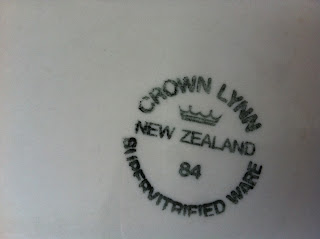 CROWN LYNN
NEW ZEALAND
84
SUPERVITRIFIED WARE